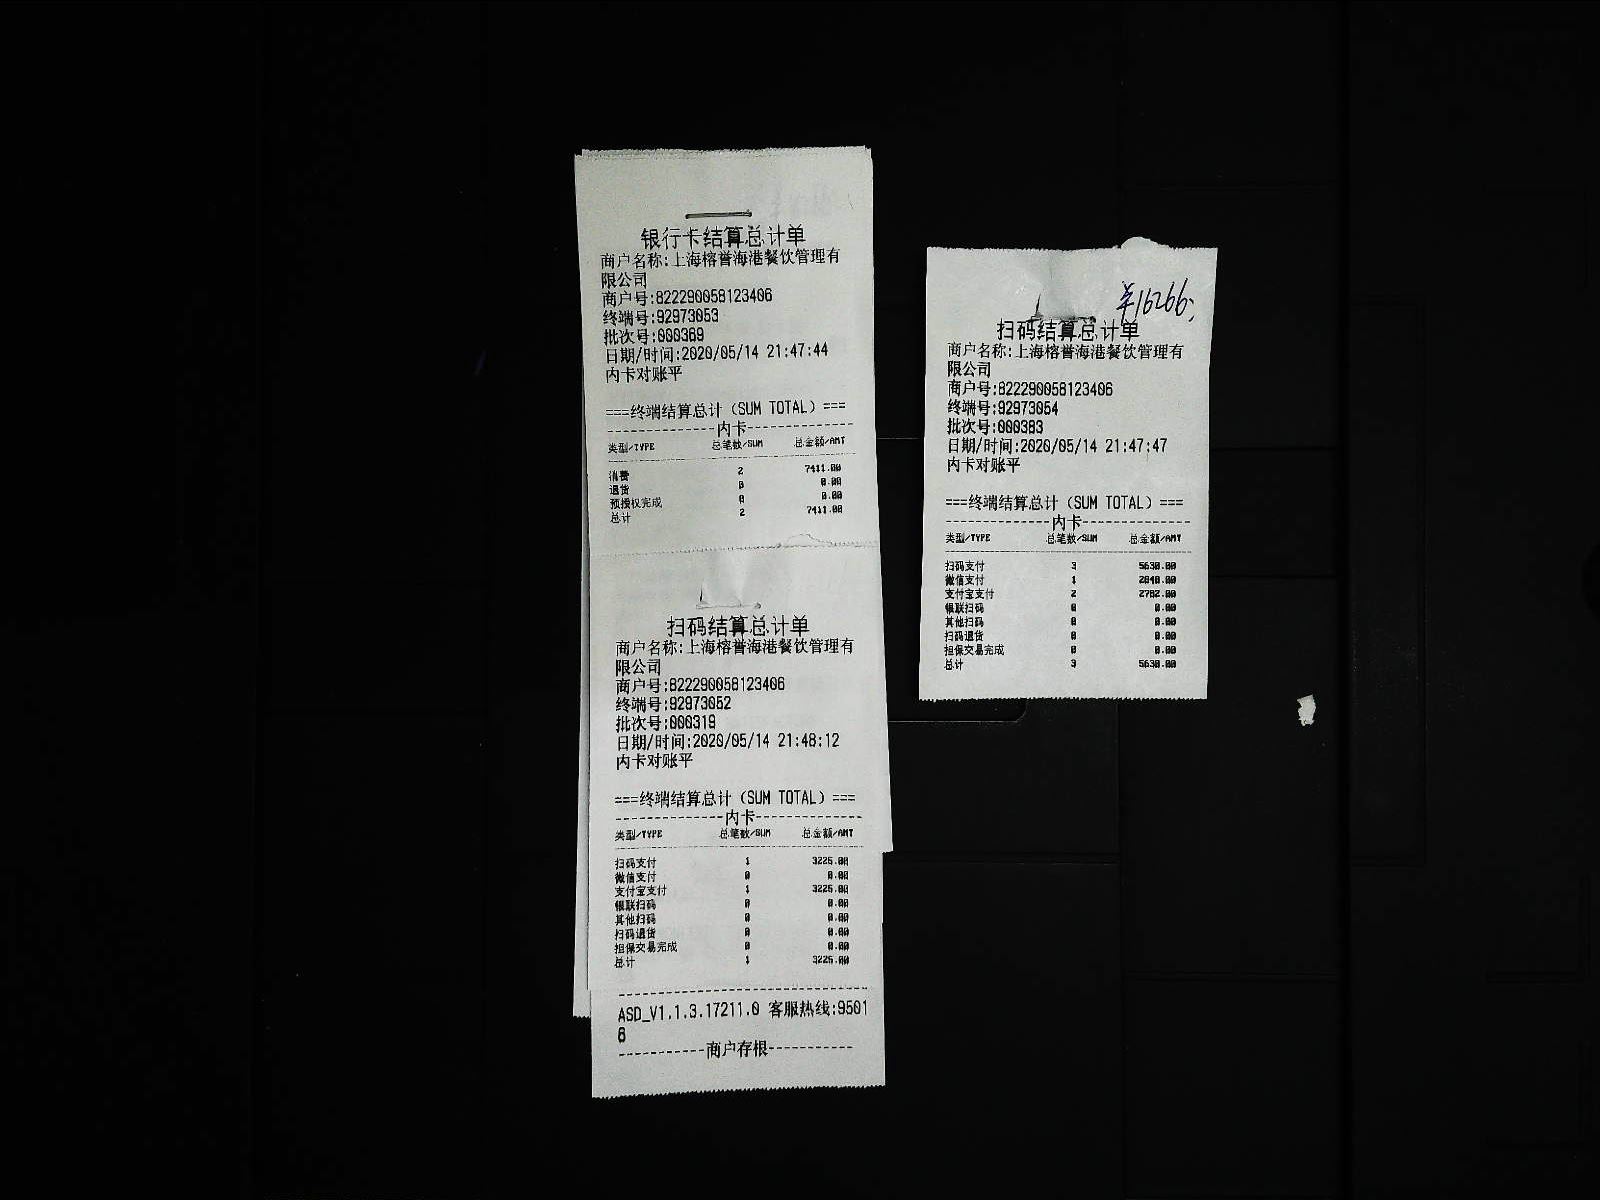 银行卡结算总计单
商户名称:上海榕誉海港餐饮管理有
限公司
商户号:822290058123406
终端号:92973053
批次号:000369
日期/时间:2020/05/14 21:47:44
内卡对账平
===终端结算总计(SUM TOTAL)===
---------------内卡---------------
类型/TYPE 总笔数/SUM 总金额/AMT
消费 2 7411.00
退货 0 0.00
预授权完成 0 0.00
总计 2 7411.00
扫码结算总计单
商户名称:上海榕誉海港餐饮管理有
限公司
商户号:822290058123406
终端号:92973052
批次号:000319
日期/时间:2020/05/14 21:48:12
内卡对账平
===终端结算总计(SUM TOTAL)===
---------------内卡---------------
类型/TYPE 总笔数/SUM 总金额/AMT
扫码支付 1 3225.00
微信支付 0 0.00
支付宝支付 1 3225.00
银联扫码 0 0.00
其他扫码 0 0.00
扫码退货 0 0.00
担保交易完成 0 0.00
总计 1 3225.00
ASD_V1.1.3.17211.0 客服热线:9501
6
-----------商户存根-----------
¥16266;
扫码结算总计单
商户名称:上海榕誉海港餐饮管理有
限公司
商户号:822290058123406
终端号:92973054
批次号:000383
日期/时间:2020/05/14 21:47:47
内卡对账平
===终端结算总计(SUM TOTAL)===
---------------内卡---------------
类型/TYPE 总笔数/SUM 总金额/AMT
扫码支付 3 5630.00
微信支付 1 2848.00
支付宝支付 2 2782.00
银联扫码 0 0.00
其他扫码 0 0.00
扫码退货 0 0.00
担保交易完成 0 0.00
总计 3 5630.00